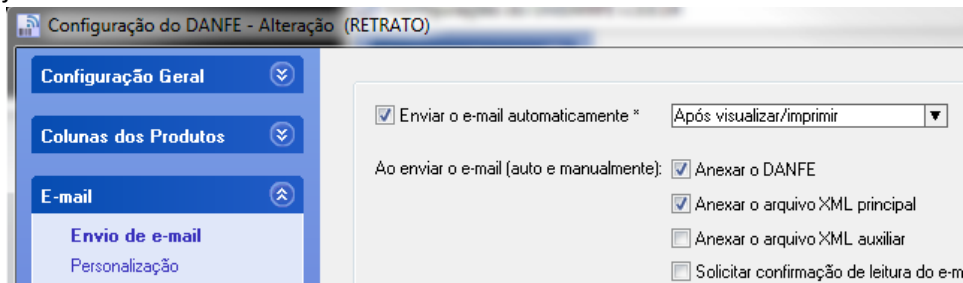 Configuração do DANFE - Alteração (RETRATO)
Configuração Geral
Colunas dos Produtos
E-mail
Envio de e-mail
Personalização
Enviar o e-mail automaticamente * Após visualizar/imprimir
Ao enviar o e-mail (auto e manualmente): Anexar o DANFE
Anexar o arquivo XML principal
Anexar o arquivo XML auxiliar
Solicitar confirmação de leitura do e-m